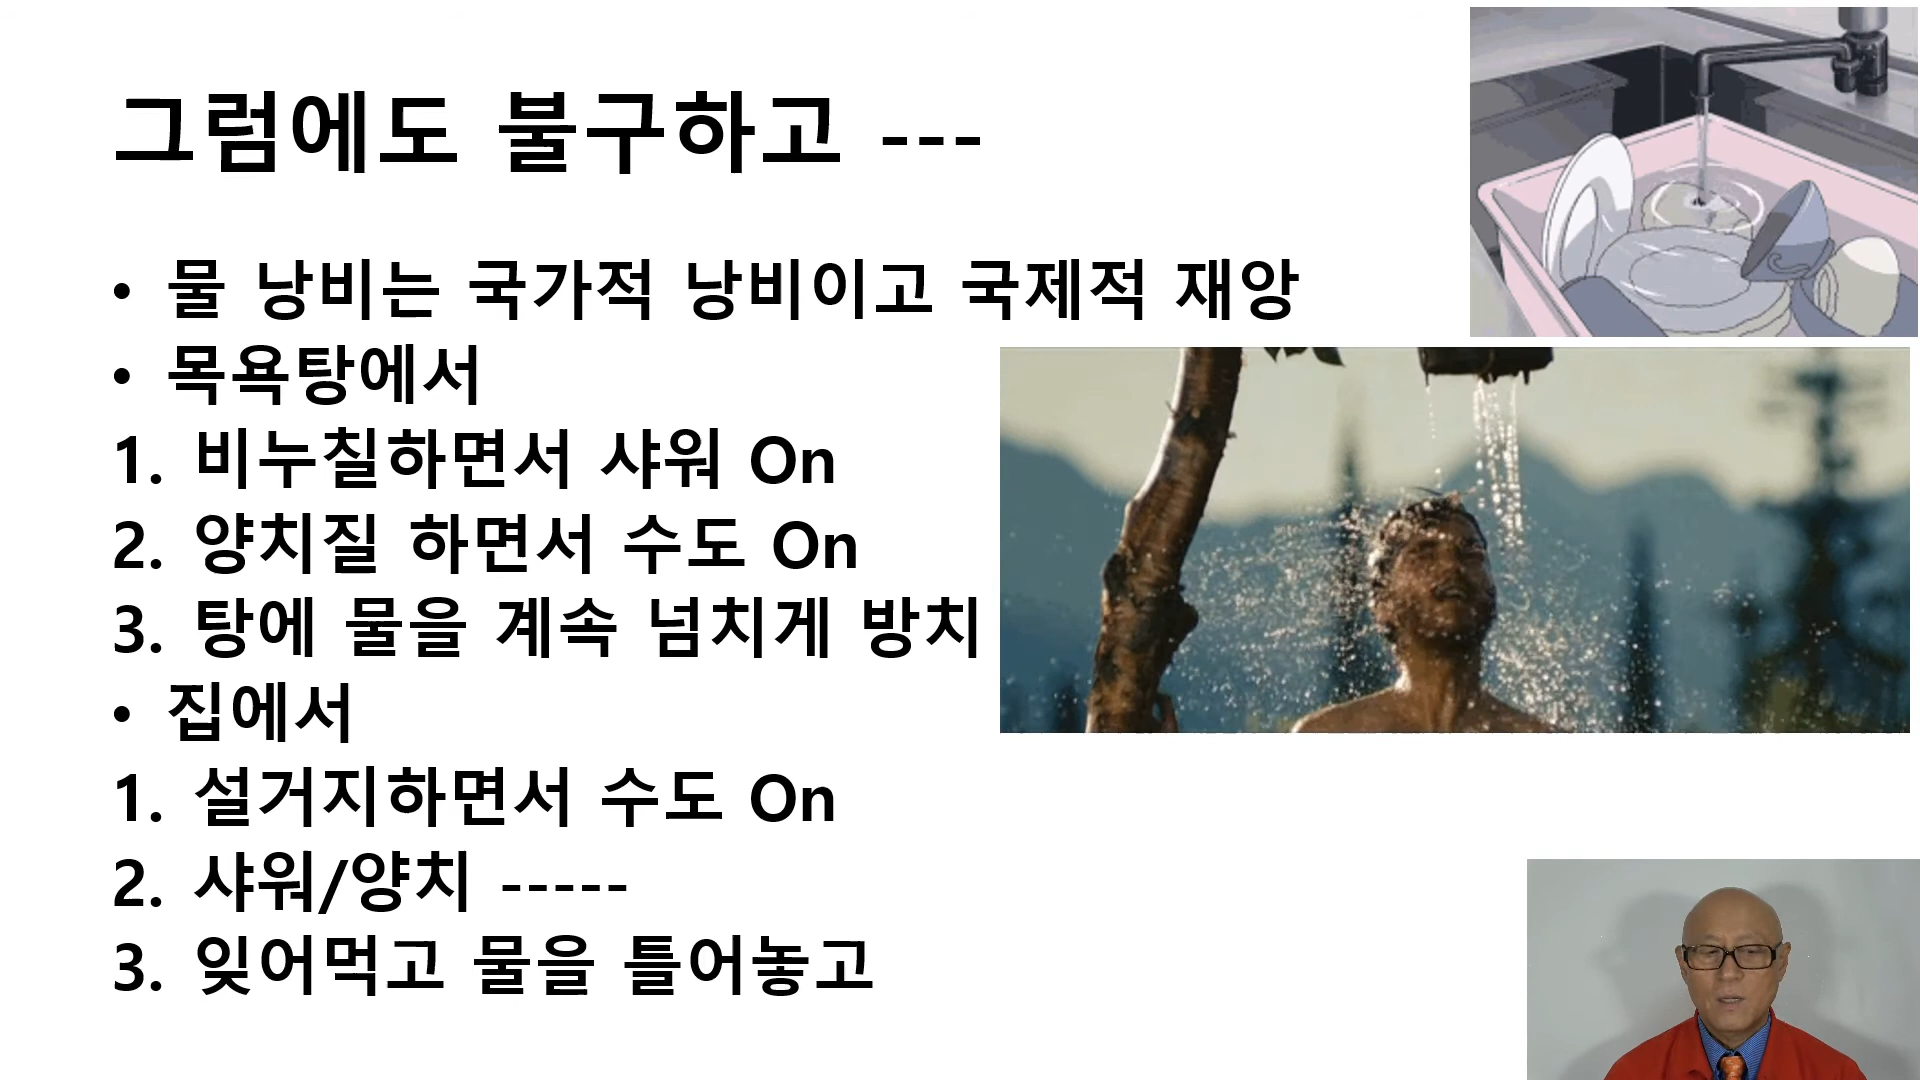 그럼에도 불구하고 ---
• 물 낭비는 국가적 낭비이고 국제적 재앙
• 목욕탕에서
1. 비누칠하면서 샤워 On
2. 양치질 하면서 수도 On
3. 탕에 물을 계속 넘치게 방치
• 집에서
1. 설거지하면서 수도 On
2. 샤워/양치 -----
3. 잊어먹고 물을 틀어놓고